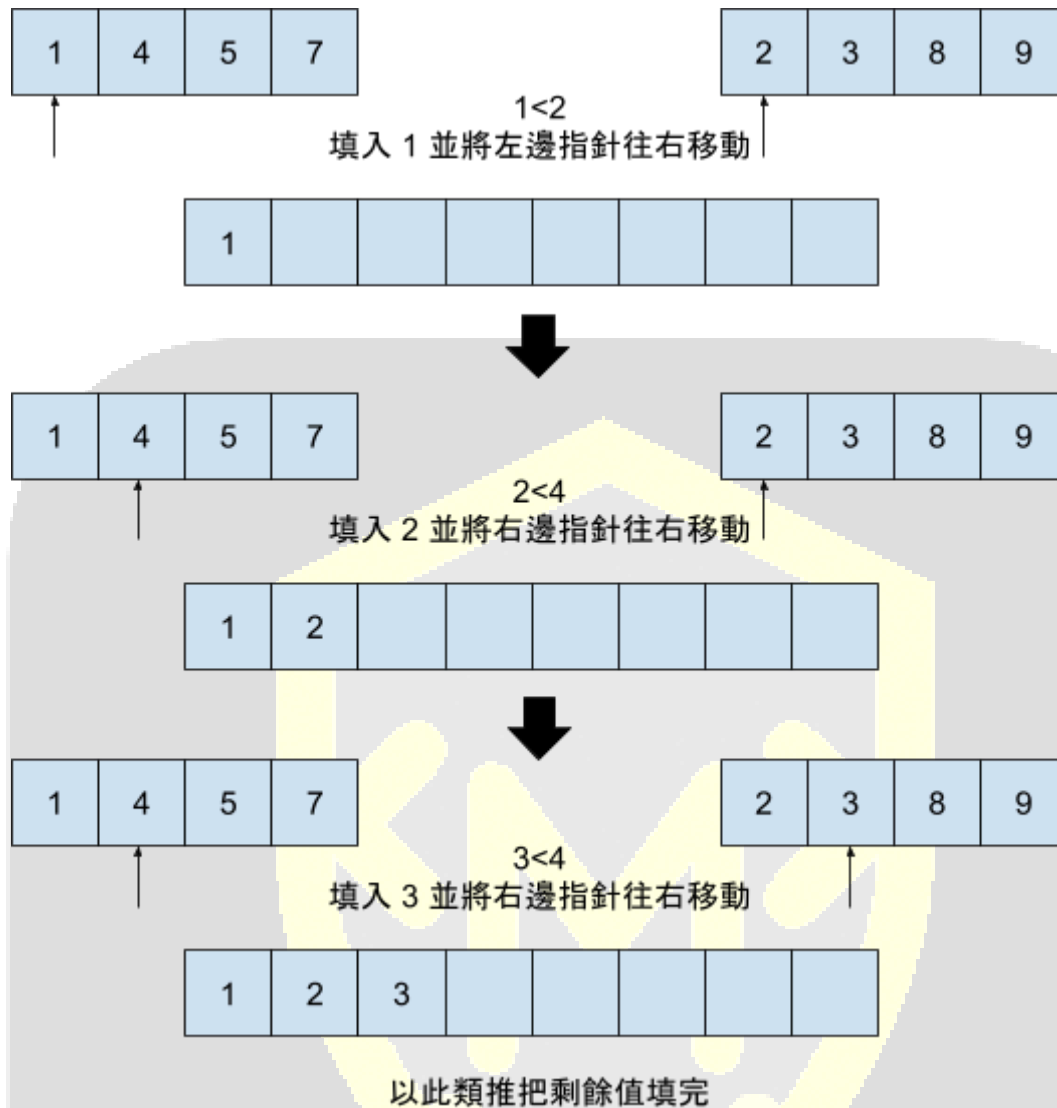 1 4 5 7 2 3 8 9
1<2
填入 1 並將左邊指針往右移動
1
1 4 5 7 2 3 8 9
2<4
填入 2 並將右邊指針往右移動
1 2
1 4 5 7 2 3 8 9
3<4
填入 3 並將右邊指針往右移動
1 2 3
以此類推把剩餘值填完